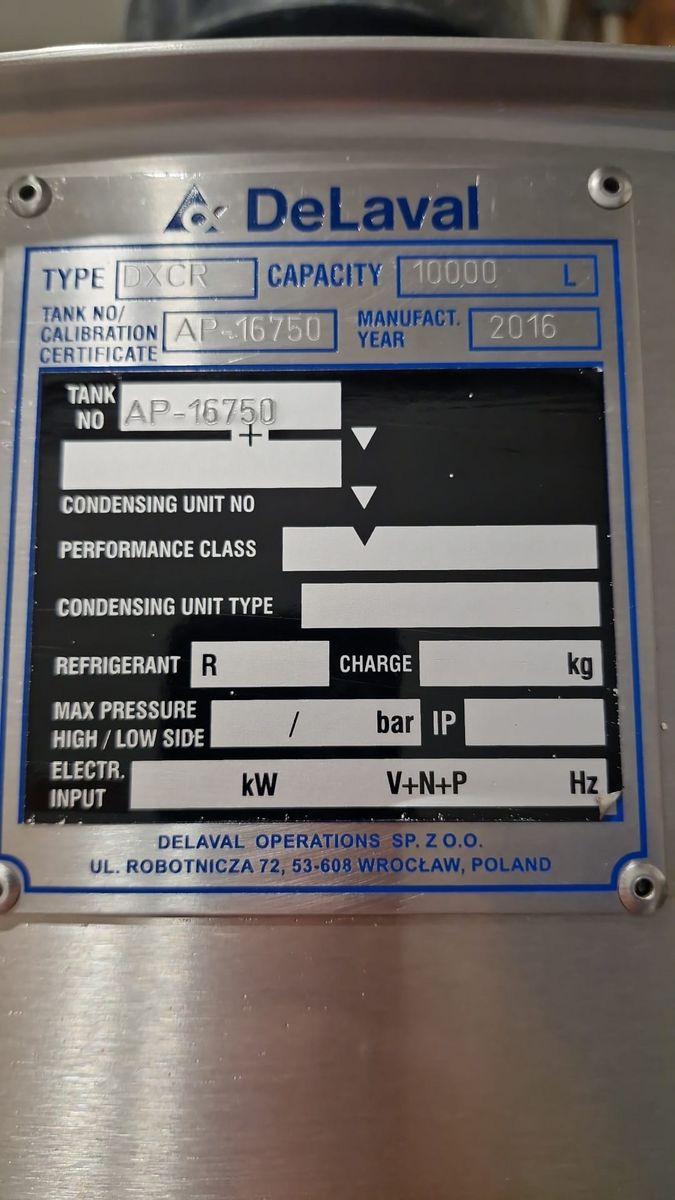 DeLaval
TYPE DXCR CAPACITY 10000 L
TANK NO/
CALIBRATION
CERTIFICATE AP-16750 MANUFACT.
YEAR 2016
TANK
NO AP-16750
+
CONDENSING UNIT NO
PERFORMANCE CLASS
CONDENSING UNIT TYPE
REFRIGERANT R CHARGE kg
MAX PRESSURE
HIGH / LOW SIDE / bar IP
ELECTR.
INPUT kW V+N+P Hz
DELAVAL OPERATIONS SP. Z O.O.
UL. ROBOTNICZA 72, 53-608 WROCŁAW, POLAND